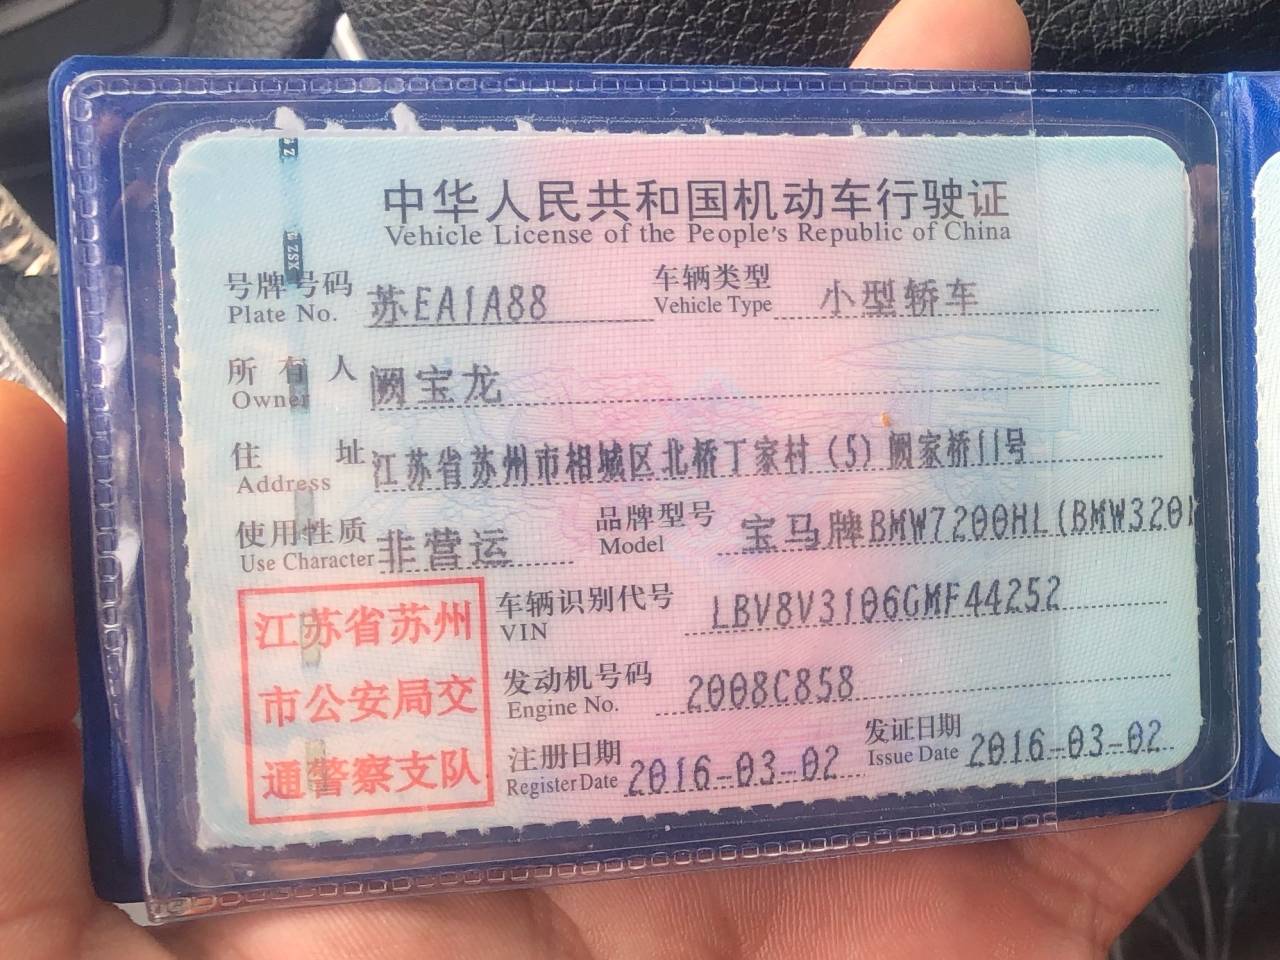 中华人民共和国机动车行驶证
Vehicle License of the People's Republic of China
号牌号码 苏EA1A88 车辆类型 小型轿车
Plate No. Vehicle Type
所有人 阙宝龙
Owner
住址 江苏省苏州市相城区北桥丁家村(5)阙家桥11号
Address
使用性质 非营运 品牌型号 宝马牌BMW7200HL(BMW320
Use Character Model
江苏省苏州
市公安局交
通警察支队
车辆识别代号 LBV8V3106GMF44252
VIN
发动机号码 2008C858
Engine No.
注册日期 2016-03-02 发证日期 2016-03-02
Register Date Issue Date